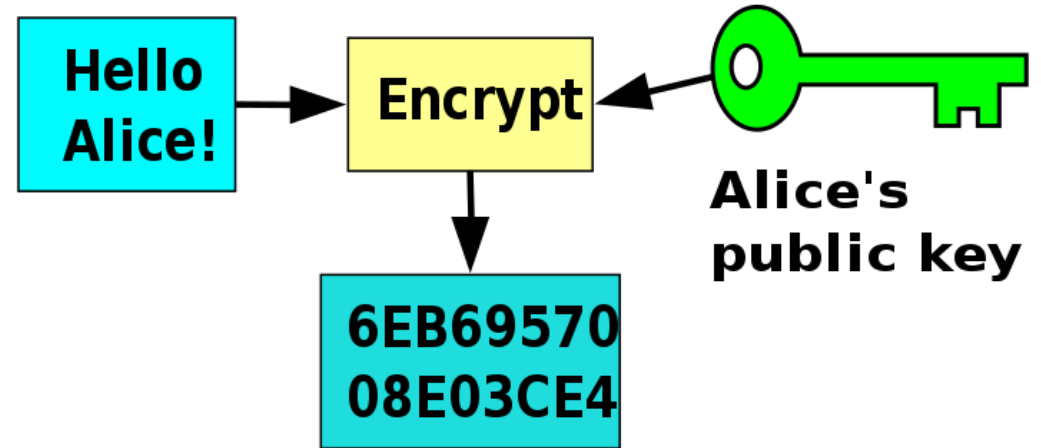 Hello
Alice!
Encrypt
Alice's
public key
6EB69570
08E03CE4